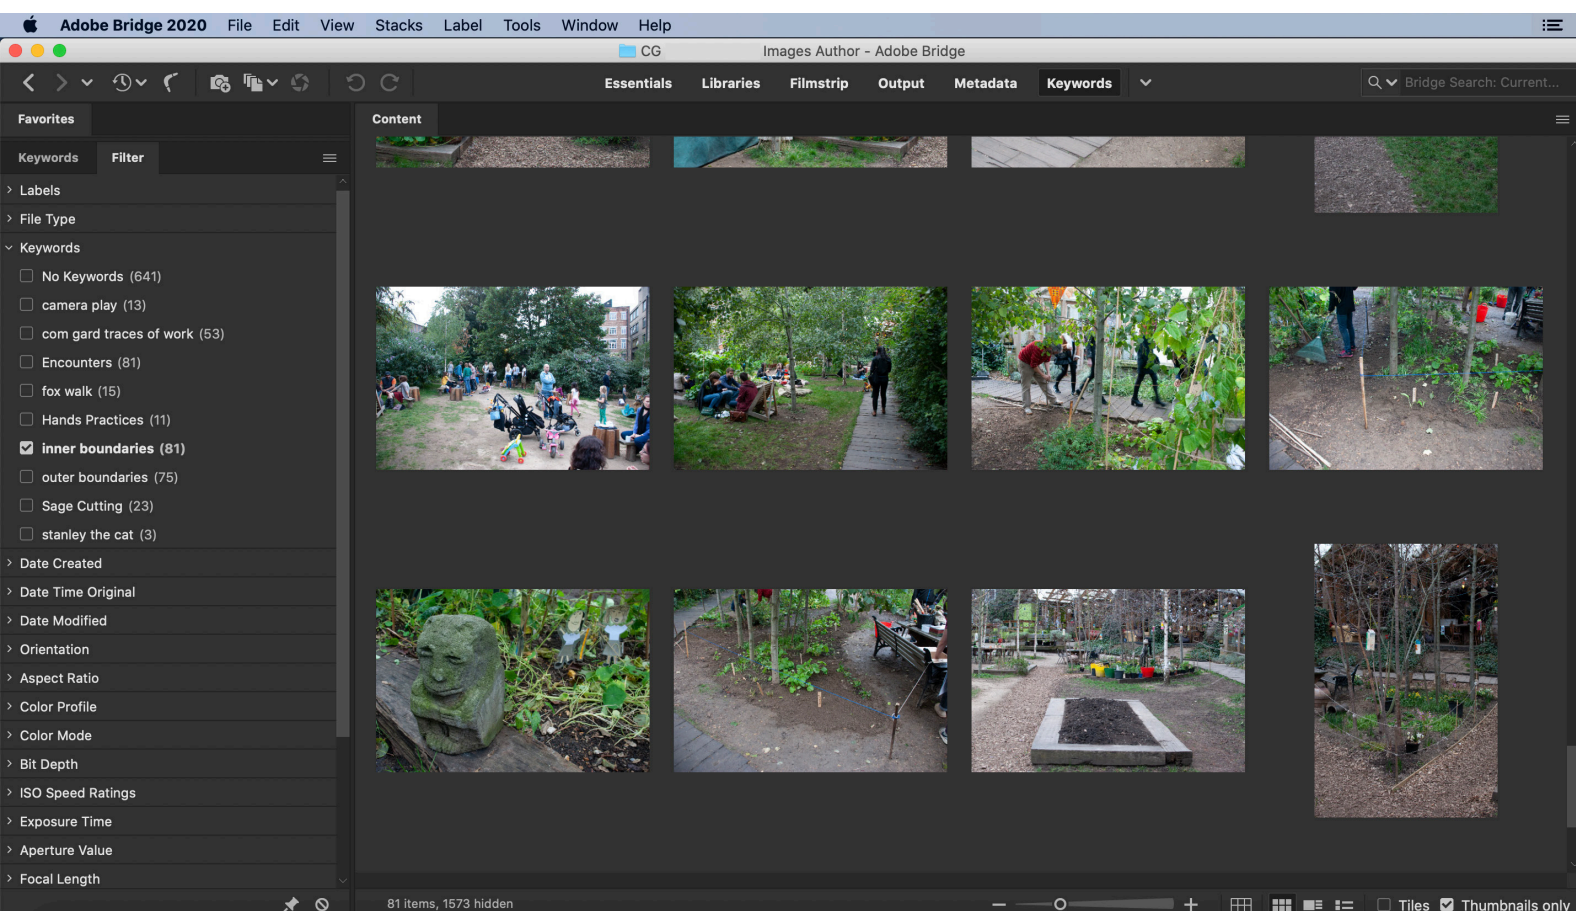 Adobe Bridge 2020 File Edit View Stacks Label Tools Window Help
CG Images Author - Adobe Bridge
Essentials Libraries Filmstrip Output Metadata Keywords Bridge Search: Current...
Favorites
Content
Keywords Filter
Labels
File Type
Keywords
No Keywords (641)
camera play (13)
com gard traces of work (53)
Encounters (81)
fox walk (15)
Hands Practices (11)
inner boundaries (81)
outer boundaries (75)
Sage Cutting (23)
stanley the cat (3)
Date Created
Date Time Original
Date Modified
Orientation
Aspect Ratio
Color Profile
Color Mode
Bit Depth
ISO Speed Ratings
Exposure Time
Aperture Value
Focal Length
81 items, 1573 hidden
Tiles Thumbnails only